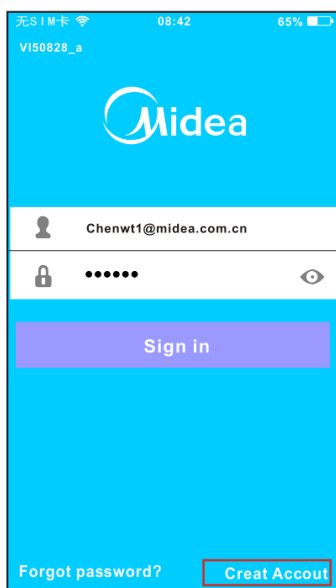 无SIM卡 08:42 65%
VI50828_a
Midea
Chenwt1@midea.com.cn
••••••
Sign in
Forgot password? Creat Accout